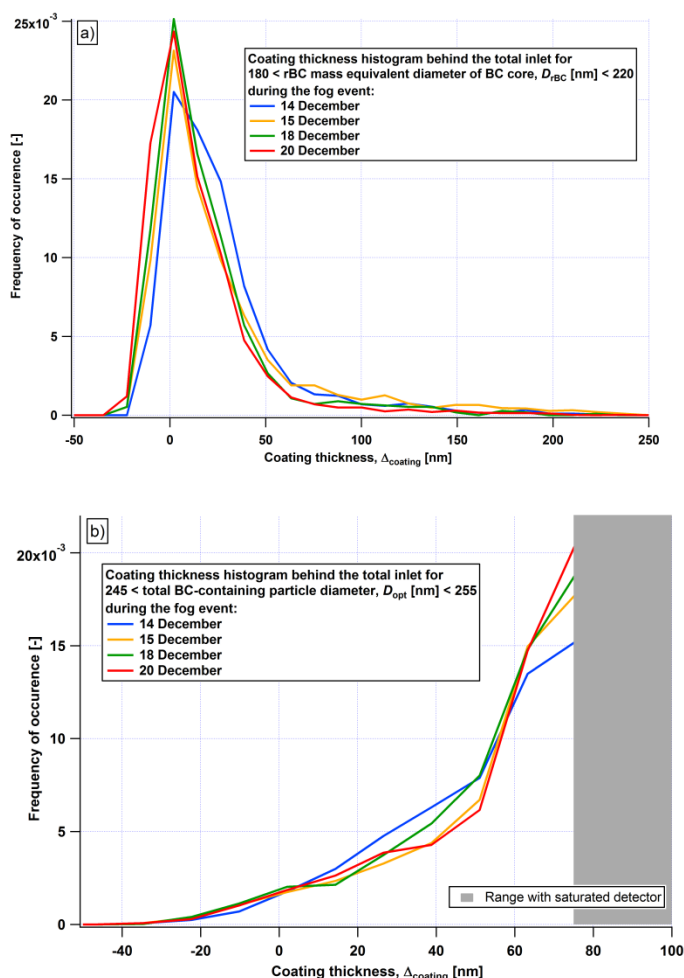 a)
25x10⁻³
20
15
10
5
0
Frequency of occurence [-]
Coating thickness histogram behind the total inlet for
180 < rBC mass equivalent diameter of BC core, D_rBC [nm] < 220
during the fog event:
14 December
15 December
18 December
20 December
-50 0 50 100 150 200 250
Coating thickness, Δ_coating [nm]
b)
20x10⁻³
15
10
5
0
Frequency of occurence [-]
Coating thickness histogram behind the total inlet for
245 < total BC-containing particle diameter, D_opt [nm] < 255
during the fog event:
14 December
15 December
18 December
20 December
Range with saturated detector
-40 -20 0 20 40 60 80 100
Coating thickness, Δ_coating [nm]